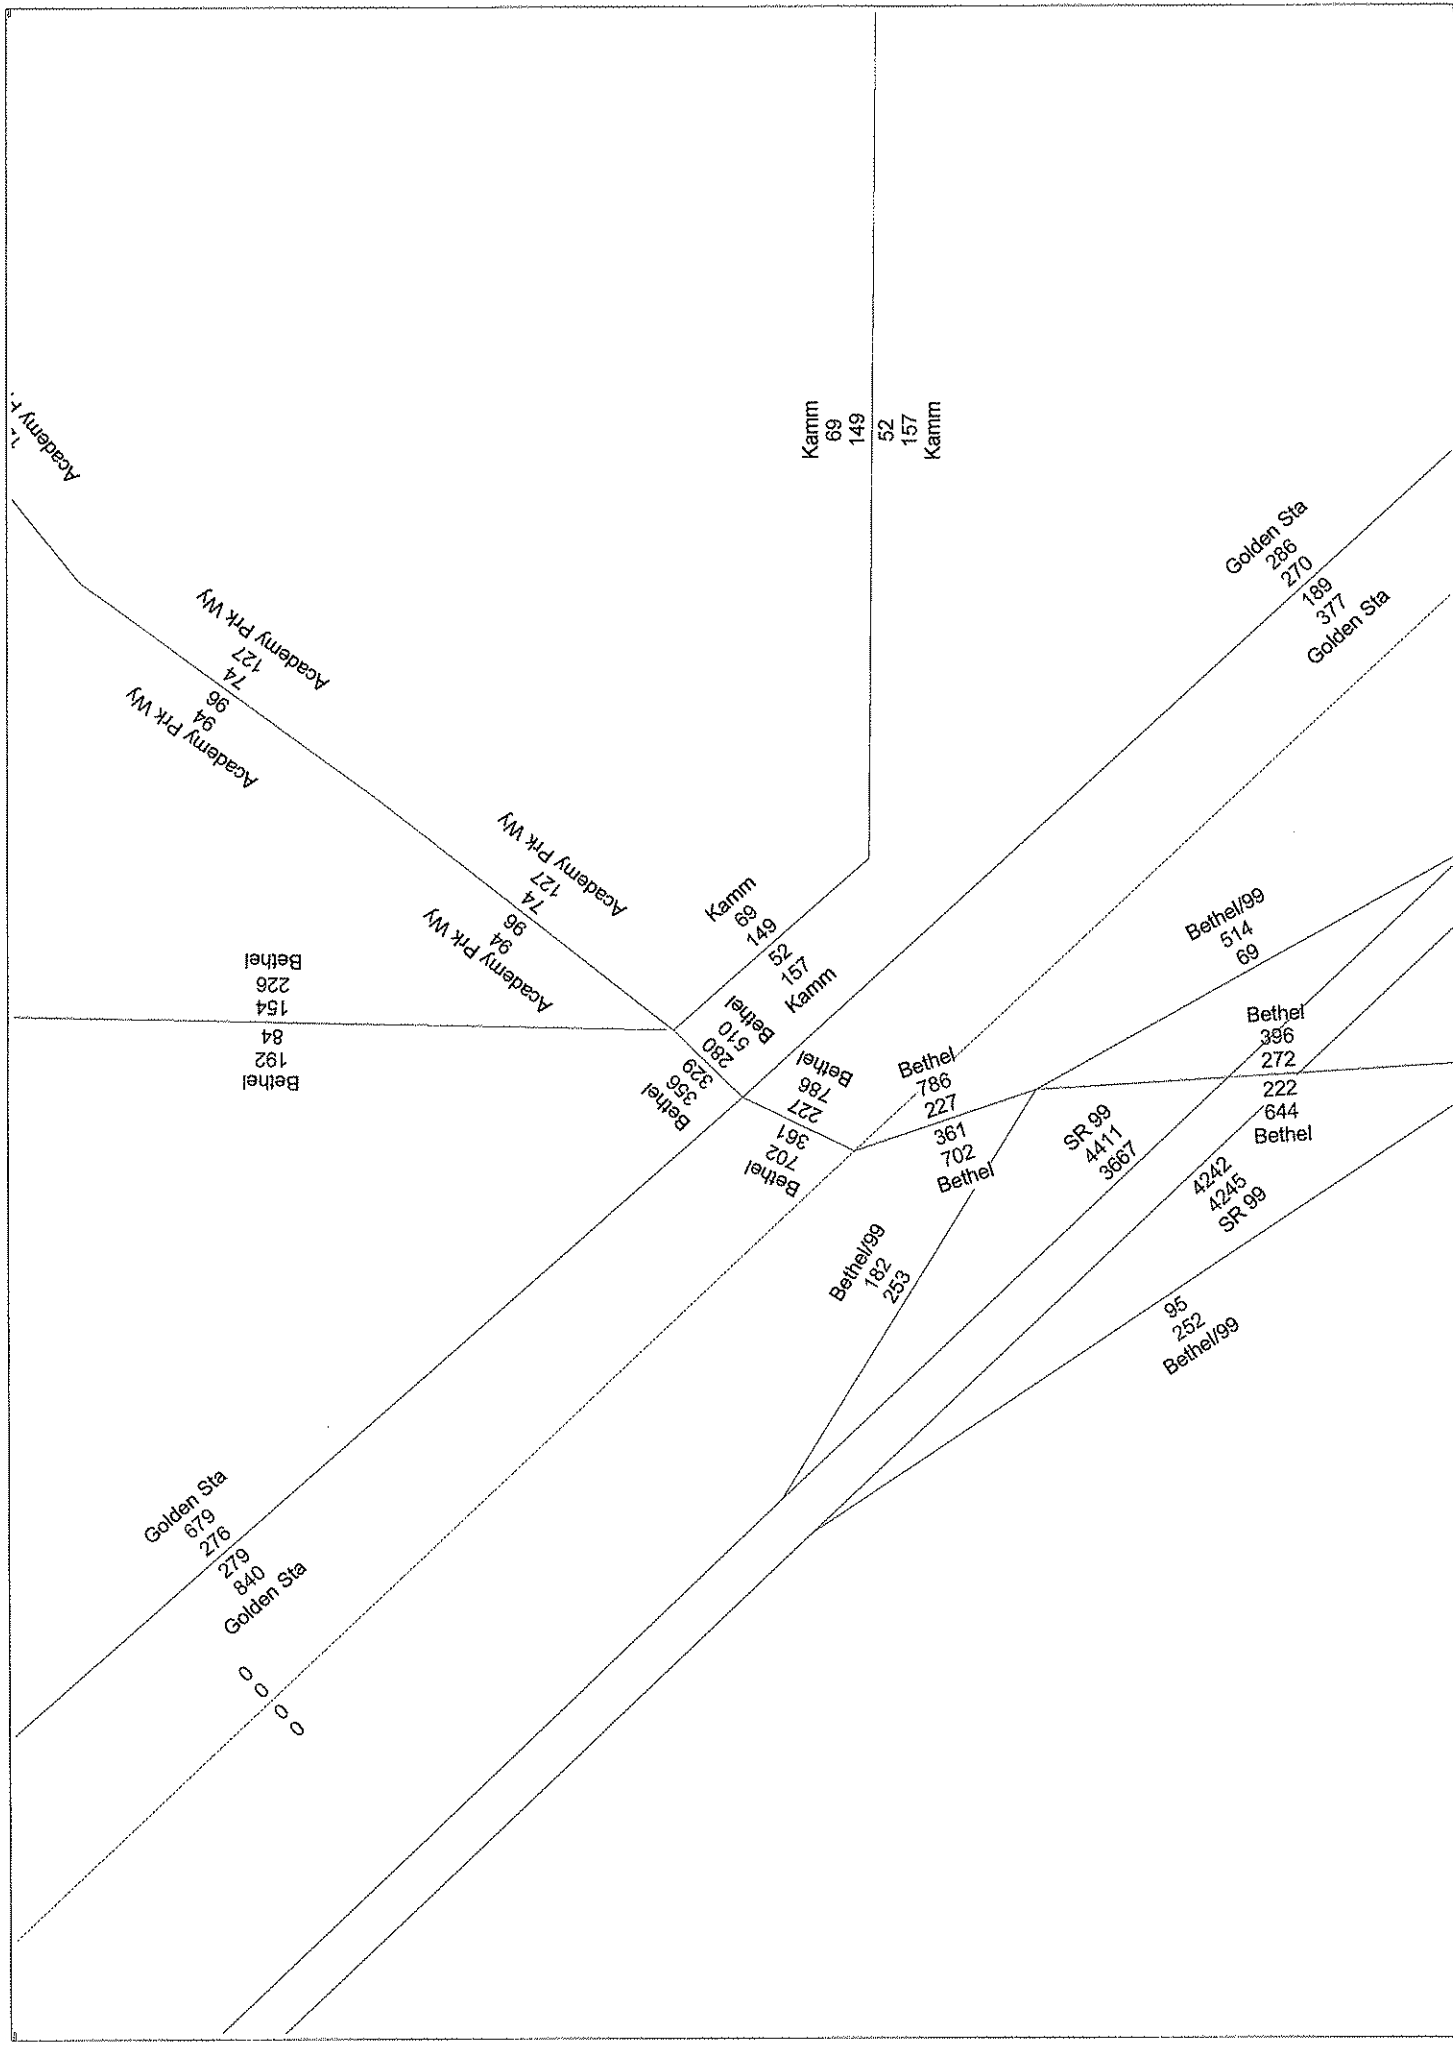 Academy
Academy Prk Wy
127
74
96
94
Academy Prk Wy
Kamm
69
149
52
157
Kamm
Golden Sta
286
270
189
377
Golden Sta
Academy Prk Wy
127
74
96
94
Academy Prk Wy
Bethel
226
154
84
192
Bethel
Kamm
69
149
52
157
Kamm
Bethel
510
280
329
356
Bethel
Bethel
786
227
361
702
Bethel
Bethel
786
227
361
702
Bethel
Bethel/99
514
69
Bethel
396
272
222
644
Bethel
SR 99
4411
3667
4242
4245
SR 99
Bethel/99
182
253
95
252
Bethel/99
Golden Sta
679
276
279
840
Golden Sta
0
0
0
0